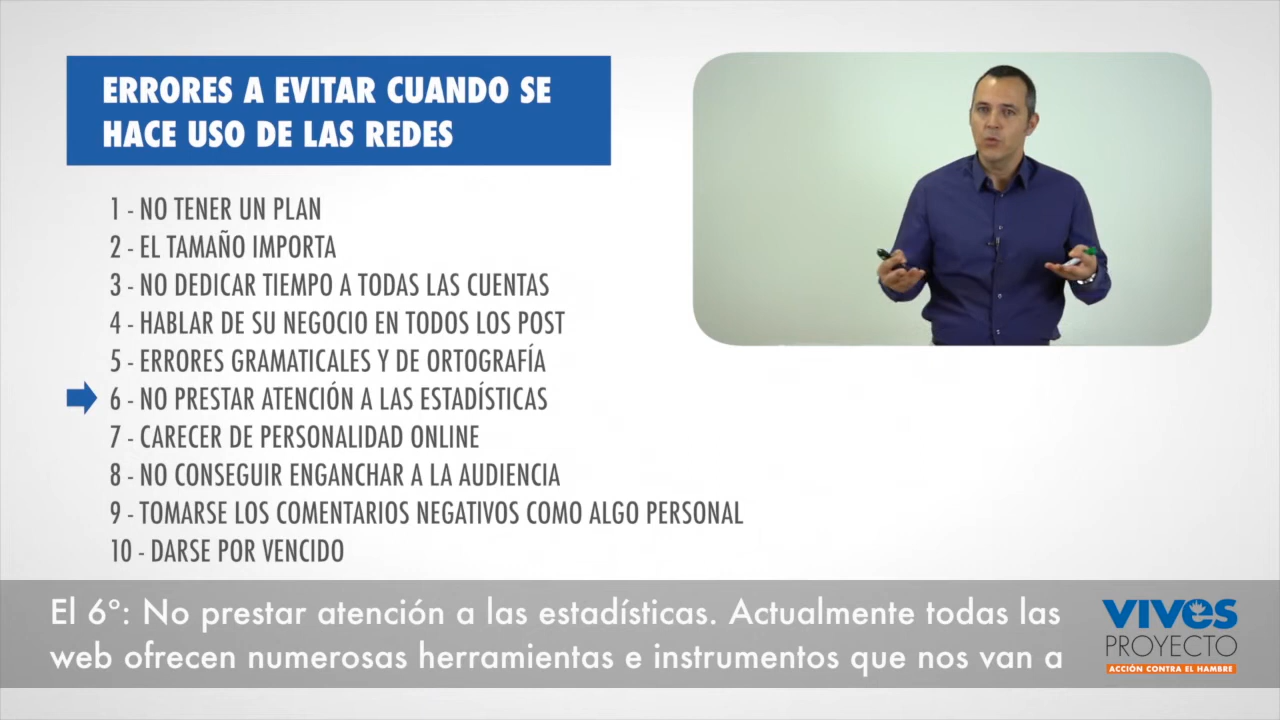 ERRORES A EVITAR CUANDO SE
HACE USO DE LAS REDES
1 - NO TENER UN PLAN
2 - EL TAMAÑO IMPORTA
3 - NO DEDICAR TIEMPO A TODAS LAS CUENTAS
4 - HABLAR DE SU NEGOCIO EN TODOS LOS POST
5 - ERRORES GRAMATICALES Y DE ORTOGRAFÍA
6 - NO PRESTAR ATENCIÓN A LAS ESTADÍSTICAS
7 - CARECER DE PERSONALIDAD ONLINE
8 - NO CONSEGUIR ENGANCHAR A LA AUDIENCIA
9 - TOMARSE LOS COMENTARIOS NEGATIVOS COMO ALGO PERSONAL
10 - DARSE POR VENCIDO
El 6º: No prestar atención a las estadísticas. Actualmente todas las
web ofrecen numerosas herramientas e instrumentos que nos van a
VIVES
PROYECTO
ACCIÓN CONTRA EL HAMBRE